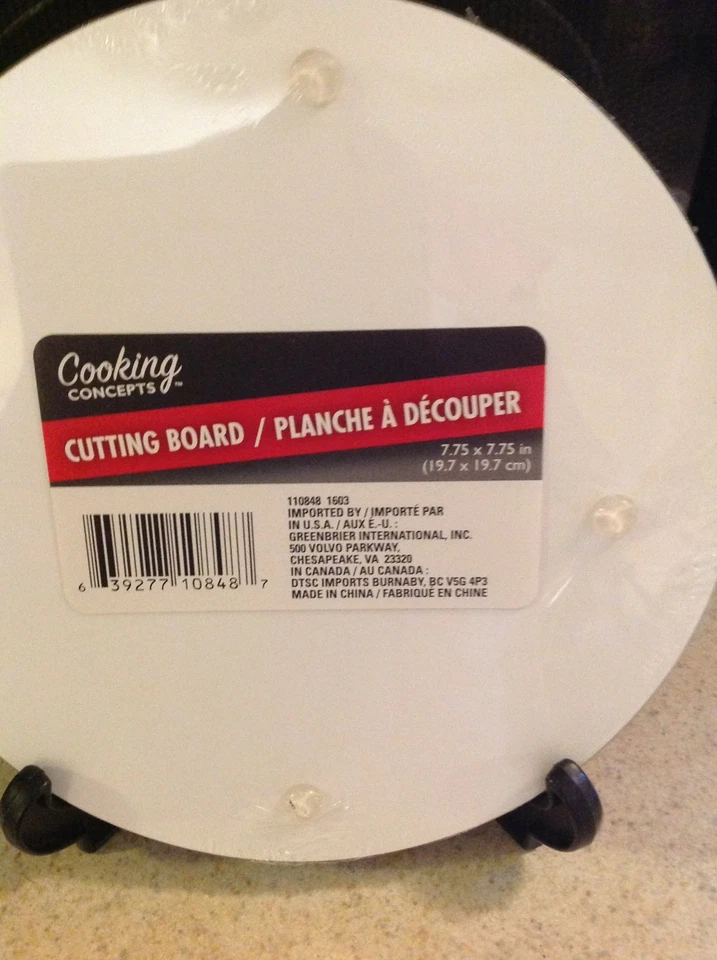 Cooking
CONCEPTS™
CUTTING BOARD / PLANCHE À DÉCOUPER
7.75 x 7.75 in
(19.7 x 19.7 cm)
110848 1603
IMPORTED BY / IMPORTÉ PAR
IN U.S.A. / AUX É.-U. :
GREENBRIER INTERNATIONAL, INC.
500 VOLVO PARKWAY,
CHESAPEAKE, VA 23320
IN CANADA / AU CANADA :
DTSC IMPORTS BURNABY, BC V5G 4P3
MADE IN CHINA / FABRIQUÉ EN CHINE
6 39277 10848 7